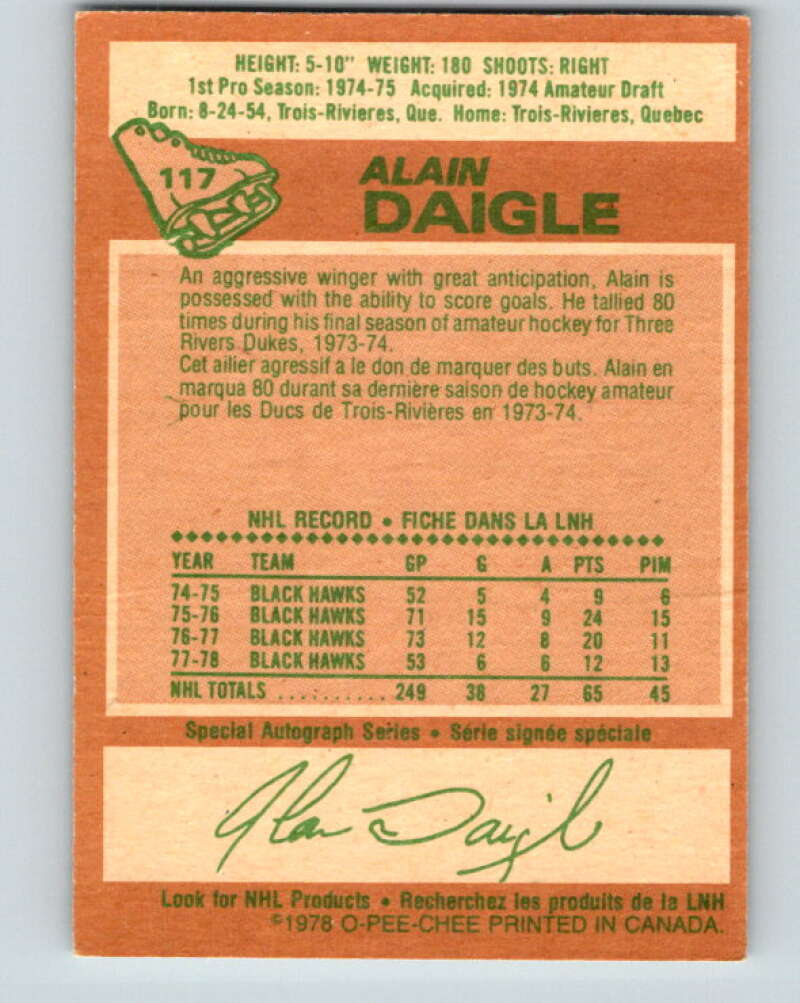 HEIGHT: 5-10" WEIGHT: 180 SHOOTS: RIGHT
1st Pro Season: 1974-75 Acquired: 1974 Amateur Draft
Born: 8-24-54, Trois-Rivieres, Que. Home: Trois-Rivieres, Quebec
117
ALAIN
DAIGLE
An aggressive winger with great anticipation, Alain is
possessed with the ability to score goals. He tallied 80
times during his final season of amateur hockey for Three
Rivers Dukes, 1973-74.
Cet ailier agressif a le don de marquer des buts. Alain en
marqua 80 durant sa dernière saison de hockey amateur
pour les Ducs de Trois-Rivières en 1973-74.
NHL RECORD • FICHE DANS LA LNH
YEAR TEAM GP G A PTS PIM
74-75 BLACK HAWKS 52 5 4 9 6
75-76 BLACK HAWKS 71 15 9 24 15
76-77 BLACK HAWKS 73 12 8 20 11
77-78 BLACK HAWKS 53 6 6 12 13
NHL TOTALS ........... 249 38 27 65 45
Special Autograph Series • Série signée spéciale
Alain Daigle
Look for NHL Products • Recherchez les produits de la LNH
©1978 O-PEE-CHEE PRINTED IN CANADA.